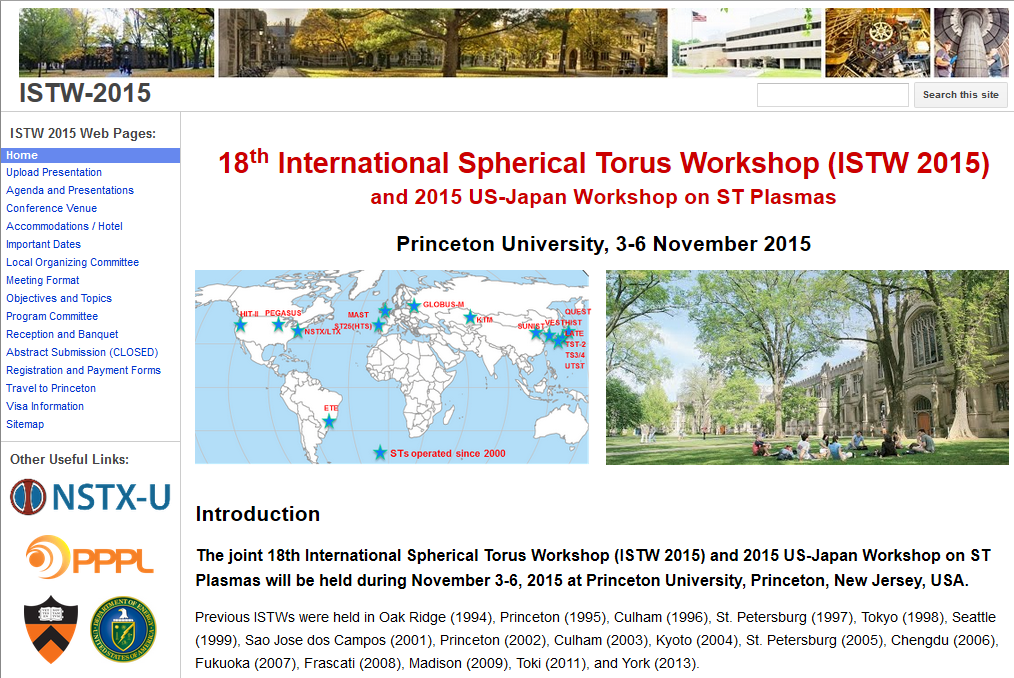 ISTW-2015
Search this site
ISTW 2015 Web Pages:
Home
Upload Presentation
Agenda and Presentations
Conference Venue
Accommodations / Hotel
Important Dates
Local Organizing Committee
Meeting Format
Objectives and Topics
Program Committee
Reception and Banquet
Abstract Submission (CLOSED)
Registration and Payment Forms
Travel to Princeton
Visa Information
Sitemap
Other Useful Links:
NSTX-U
PPPL
18th International Spherical Torus Workshop (ISTW 2015)
and 2015 US-Japan Workshop on ST Plasmas
Princeton University, 3-6 November 2015
HIT-II
PEGASUS
NSTX/LTX
MAST
ST25(HTS)
GLOBUS-M
KTM
SUNIST
VEST
HIST
QUEST
TST-2
TS3/4
UTST
ETE
STs operated since 2000
Introduction
The joint 18th International Spherical Torus Workshop (ISTW 2015) and 2015 US-Japan Workshop on ST
Plasmas will be held during November 3-6, 2015 at Princeton University, Princeton, New Jersey, USA.
Previous ISTWs were held in Oak Ridge (1994), Princeton (1995), Culham (1996), St. Petersburg (1997), Tokyo (1998), Seattle
(1999), Sao Jose dos Campos (2001), Princeton (2002), Culham (2003), Kyoto (2004), St. Petersburg (2005), Chengdu (2006),
Fukuoka (2007), Frascati (2008), Madison (2009), Toki (2011), and York (2013).